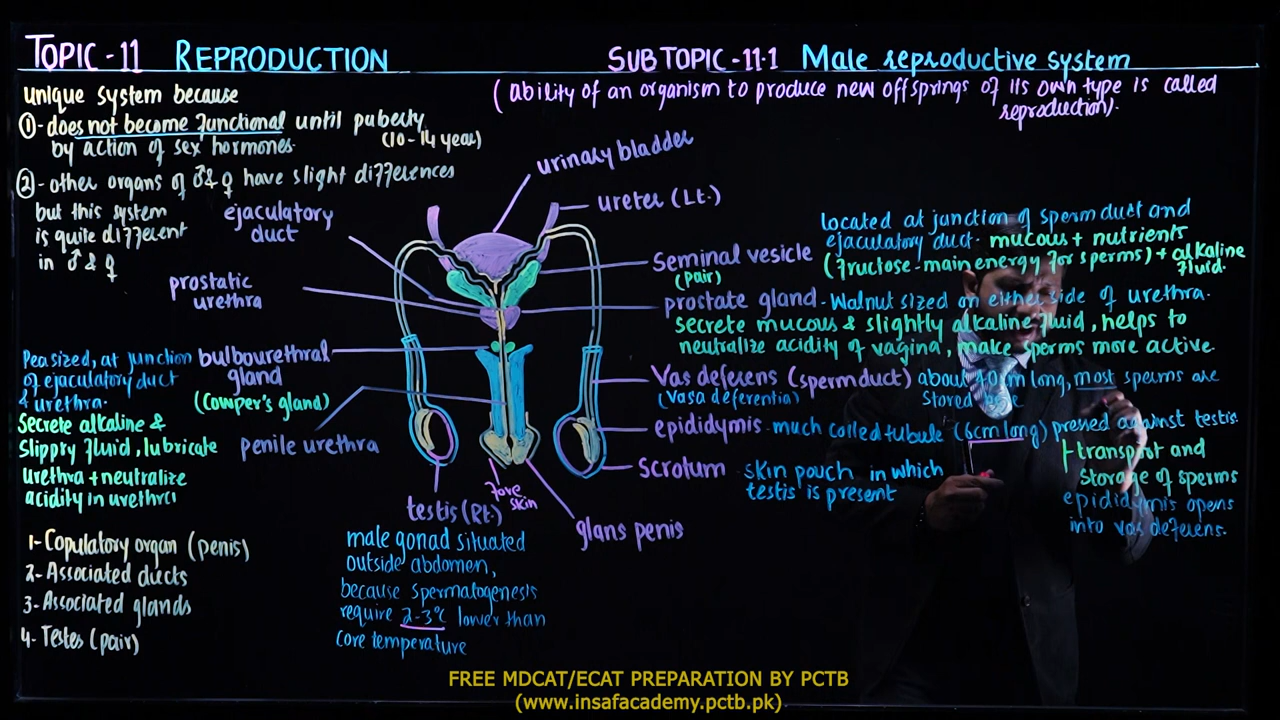 TOPIC-11 REPRODUCTION
SUBTOPIC-11.1 Male reproductive system
(ability of an organism to produce new offsprings of its own type is called
reproduction).
unique system because
①-does not become functional until puberty
by action of sex hormones. (10-14 year)
②-other organs of ♂&♀ have slight differences
but this system
is quite different
in ♂&♀
urinary bladder
ureter (Lt.)
ejaculatory
duct
prostatic
urethra
Seminal vesicle
(pair)
Located at junction of sperm duct and
ejaculatory duct. mucous + nutrients
(fructose-main energy for sperms) + alkaline
fluid.
prostate gland - Walnut sized on either side of urethra.
Secrete mucous & slightly alkaline fluid, helps to
neutralize acidity of vagina, make sperms more active.
bulbourethral
gland
(Cowper's gland)
Pea sized, at junction
of ejaculatory duct
& urethra.
Secrete alkaline &
Slippry fluid, lubricate
urethra + neutralize
acidity in urethra
penile urethra
Vas deferens (sperm duct) about 40cm long, most sperms are
(Vasa deferentia) Stored here
epididymis - much coiled tubule (6cm long) pressed against testis.
transport and
Storage of sperms
epididymis opens
into vas deferens.
Scrotum - skin pouch in which
testis is present
testis (Rt.)
fore
skin
glans penis
male gonad situated
outside abdomen,
because spermatogenesis
require 2-3°C lower than
core temperature
1-Copulatory organ (penis)
2-Associated ducts
3-Associated glands
4-Testes (pair)
FREE MDCAT/ECAT PREPARATION BY PCTB
(www.insafacademy.pctb.pk)